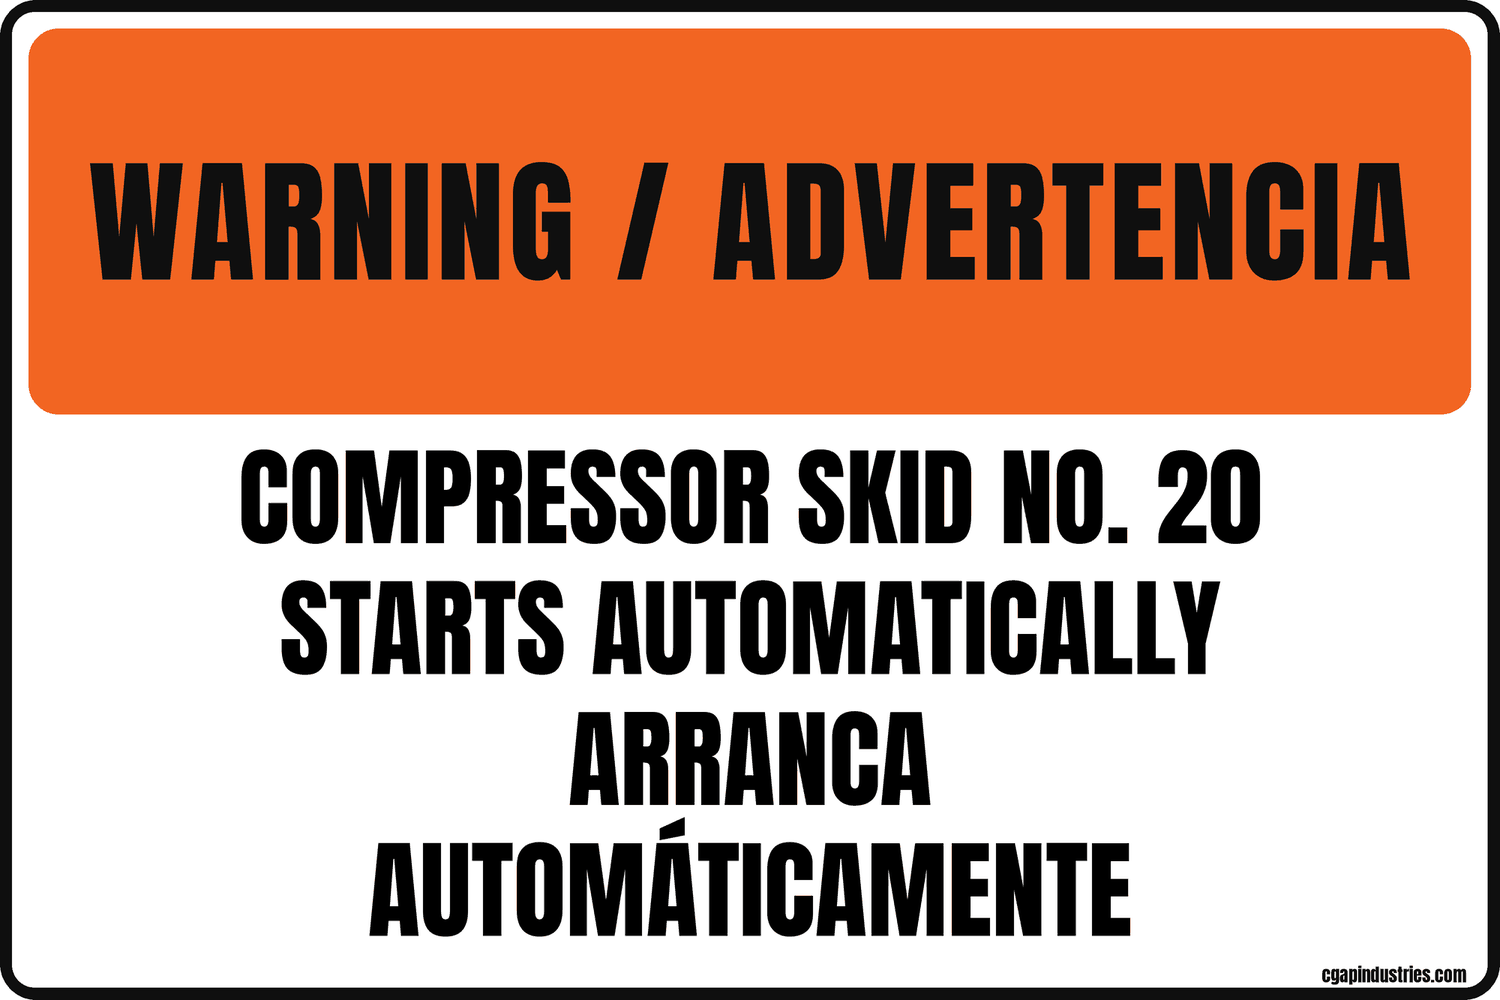 WARNING / ADVERTENCIA
COMPRESSOR SKID NO. 20
STARTS AUTOMATICALLY
ARRANCA
AUTOMÁTICAMENTE
cgapindustries.com